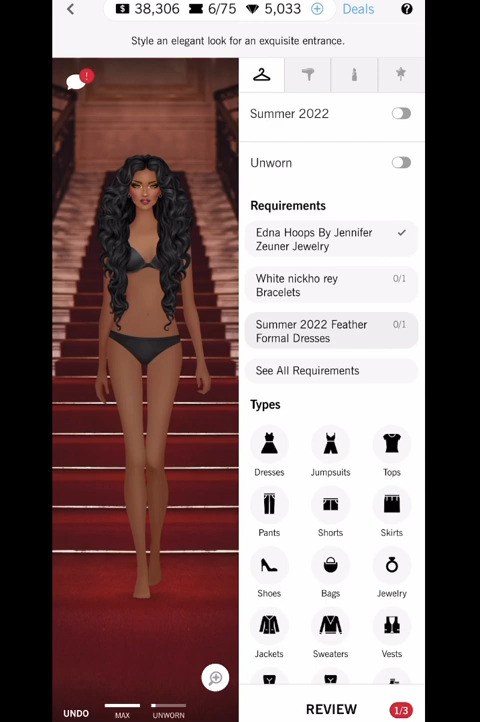 38,306 6/75 5,033 Deals ?
Style an elegant look for an exquisite entrance.
!
Summer 2022
Unworn
Requirements
Edna Hoops By Jennifer
Zeuner Jewelry
White nickho rey 0/1
Bracelets
Summer 2022 Feather 0/1
Formal Dresses
See All Requirements
Types
Dresses Jumpsuits Tops
Pants Shorts Skirts
Shoes Bags Jewelry
Jackets Sweaters Vests
UNDO MAX UNWORN
REVIEW 1/3